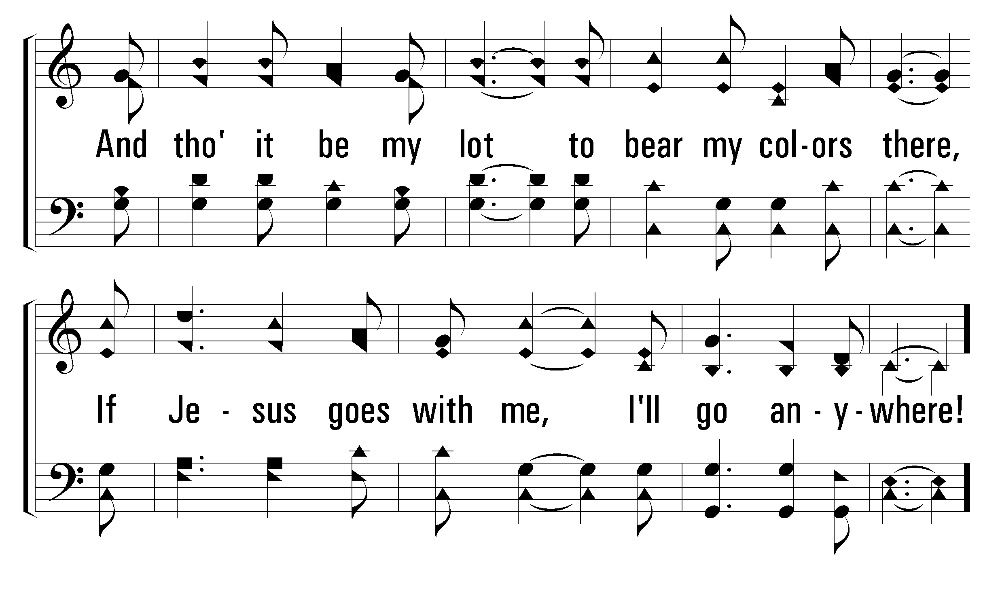 And tho' it be my lot to bear my col-ors there,
If Je - sus goes with me, I'll go an - y - where!